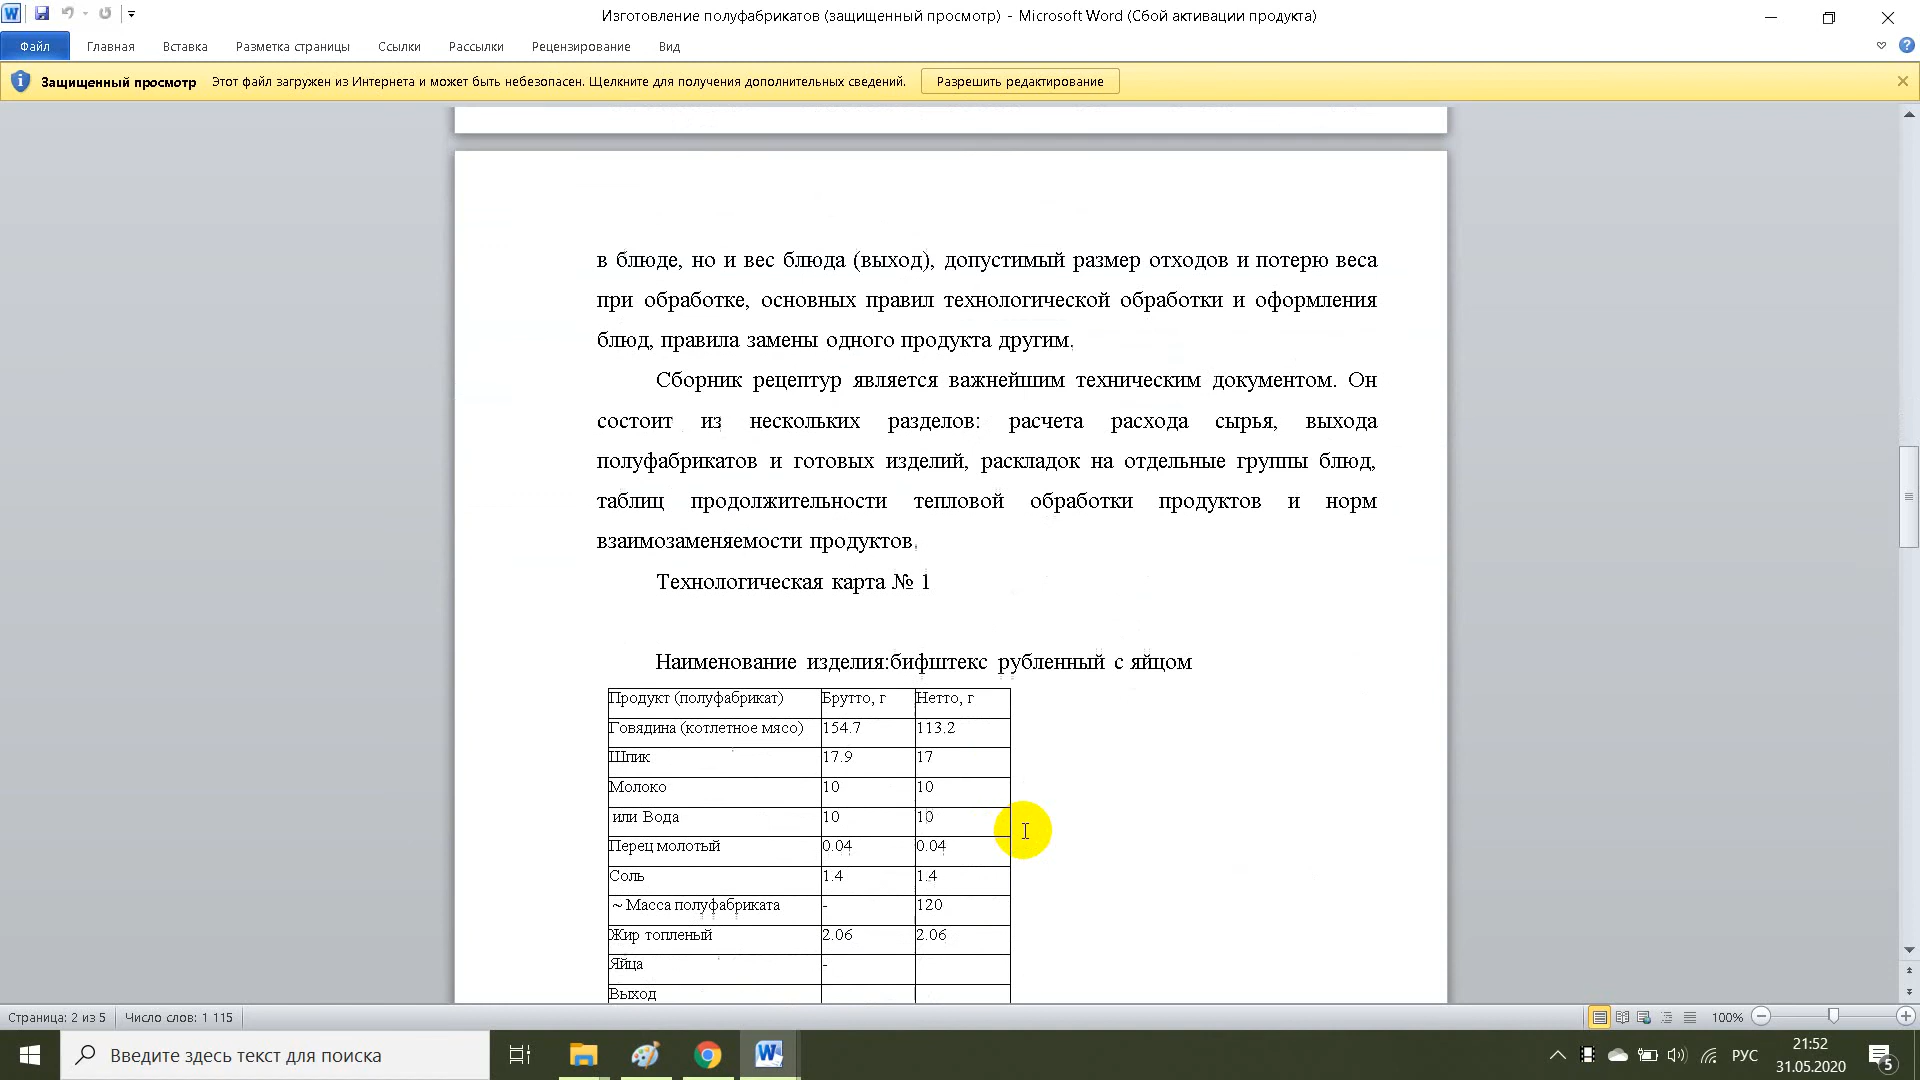 Изготовление полуфабрикатов (защищенный просмотр) - Microsoft Word (Сбой активации продукта)
Файл Главная Вставка Разметка страницы Ссылки Рассылки Рецензирование Вид
Защищенный просмотр Этот файл загружен из Интернета и может быть небезопасен. Щелкните для получения дополнительных сведений. Разрешить редактирование
в блюде, но и вес блюда (выход), допустимый размер отходов и потерю веса
при обработке, основных правил технологической обработки и оформления
блюд, правила замены одного продукта другим.
Сборник рецептур является важнейшим техническим документом. Он
состоит из нескольких разделов: расчета расхода сырья, выхода
полуфабрикатов и готовых изделий, раскладок на отдельные группы блюд,
таблиц продолжительности тепловой обработки продуктов и норм
взаимозаменяемости продуктов.
Технологическая карта № 1
Наименование изделия:бифштекс рубленный с яйцом
Продукт (полуфабрикат) Брутто, г Нетто, г
Говядина (котлетное мясо) 154.7 113.2
Шпик 17.9 17
Молоко 10 10
или Вода 10 10
Перец молотый 0.04 0.04
Соль 1.4 1.4
~ Масса полуфабриката - 120
Жир топленый 2.06 2.06
Яйца -
Выход
Страница: 2 из 5 Число слов: 1 115 100%
Введите здесь текст для поиска РУС 21:52
31.05.2020
5